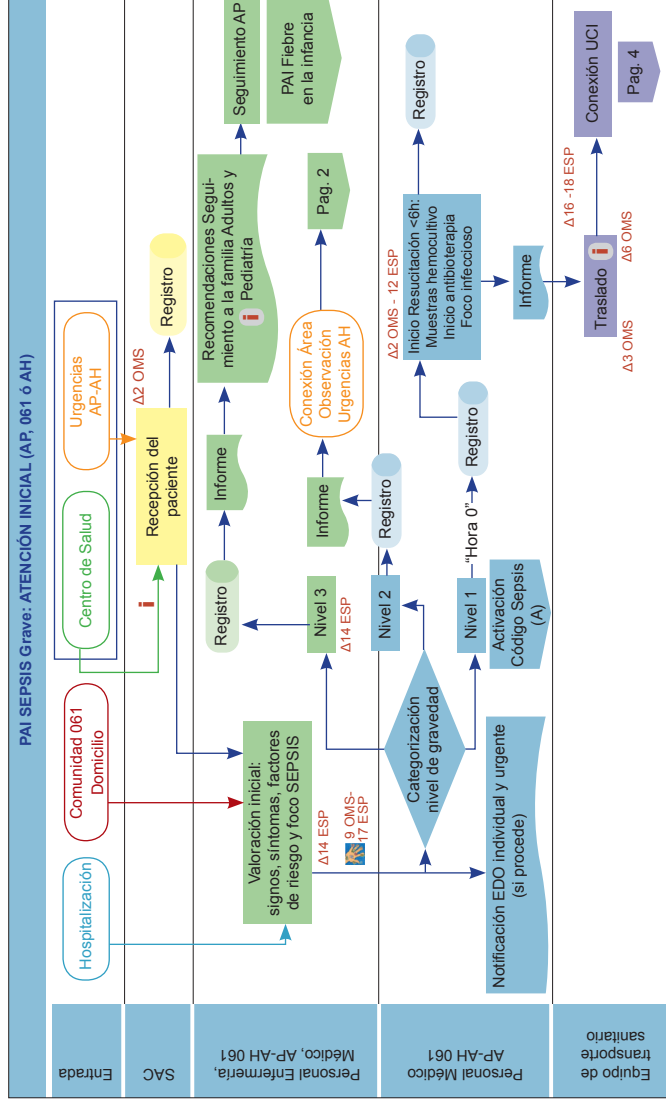 PAI SEPSIS Grave: ATENCIÓN INICIAL (AP, 061 ó AH)
Entrada
Hospitalización
Comunidad 061
Domicilio
Centro de Salud
Urgencias
AP-AH
SAC
i
Recepción del
paciente
Δ2 OMS
Registro
Personal Enfermería,
Médico, AP-AH 061
Valoración inicial:
signos, síntomas, factores
de riesgo y foco SEPSIS
Δ14 ESP
9 OMS-
17 ESP
Nivel 3
Δ14 ESP
Registro
Informe
Recomendaciones Segui-
miento a la familia Adultos y
Pediatría
i
Seguimiento AP
PAI Fiebre
en la infancia
Informe
Conexión Área
Observación
Urgencias AH
Pag. 2
Personal Médico
AP-AH 061
Notificación EDO individual y urgente
(si procede)
Categorización
nivel de gravedad
Nivel 2
Registro
Nivel 1
"Hora 0"
Registro
Activación
Código Sepsis
(A)
Δ2 OMS - 12 ESP
Inicio Resucitación <6h:
Muestras hemocultivo
Inicio antibioterapia
Foco infeccioso
Registro
Informe
Equipo de
transporte
sanitario
Δ3 OMS
Traslado
i
Δ6 OMS
Δ16 -18 ESP
Conexión UCI
Pag. 4